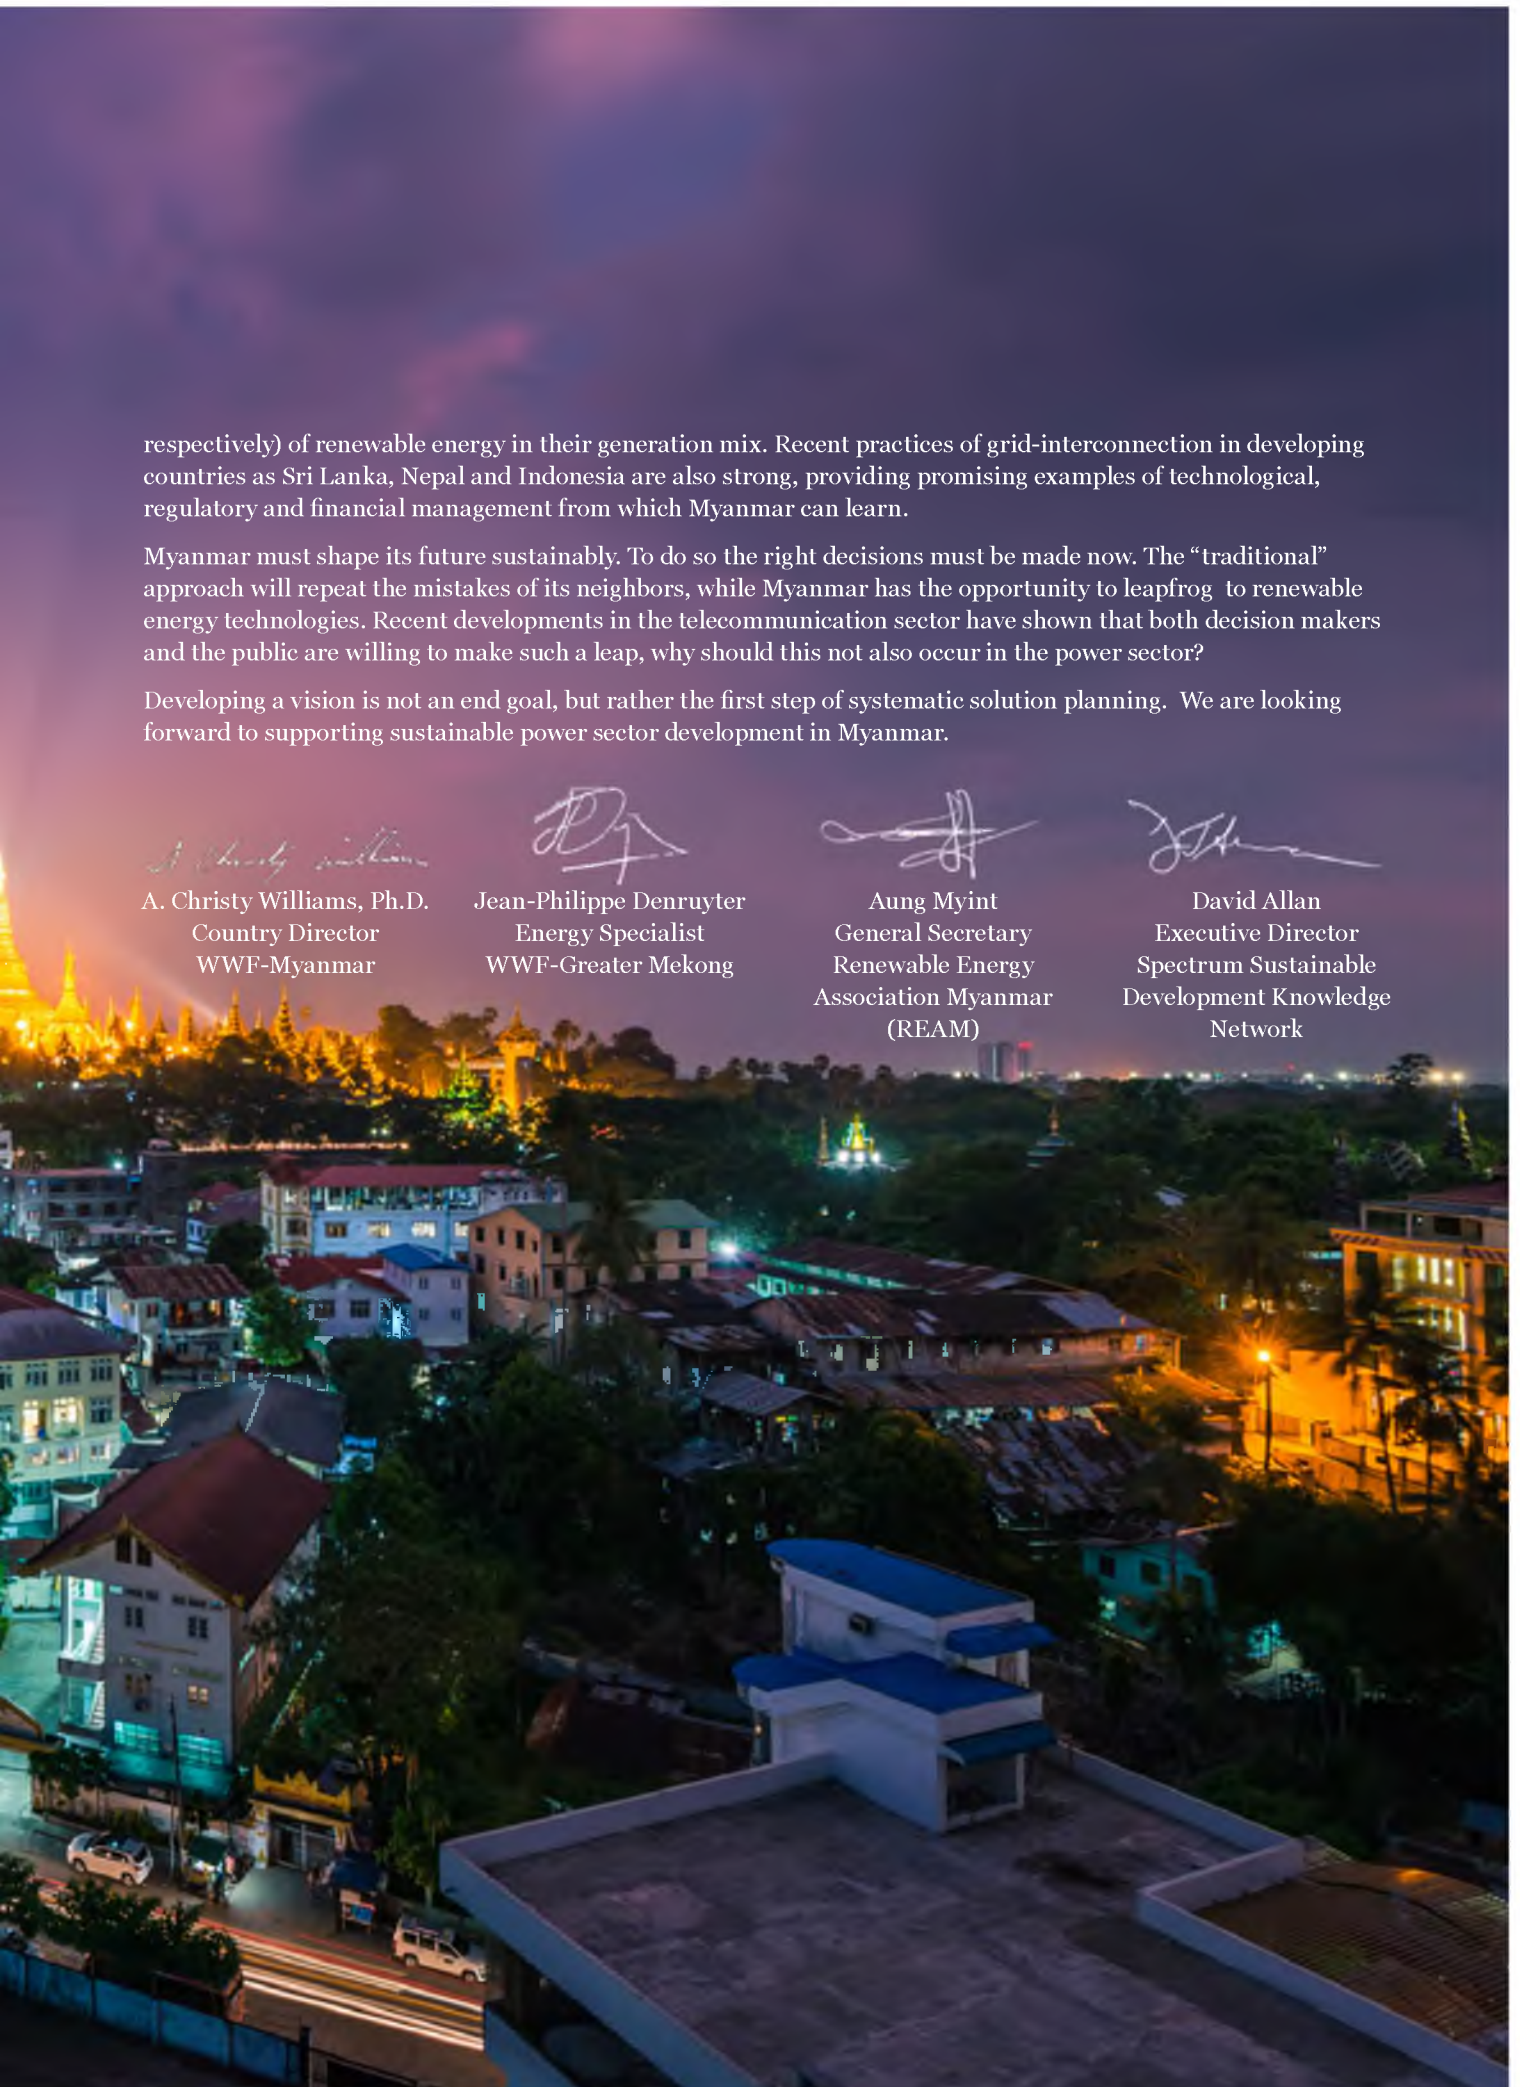 respectively) of renewable energy in their generation mix. Recent practices of grid-interconnection in developing
countries as Sri Lanka, Nepal and Indonesia are also strong, providing promising examples of technological,
regulatory and financial management from which Myanmar can learn.
Myanmar must shape its future sustainably. To do so the right decisions must be made now. The “traditional”
approach will repeat the mistakes of its neighbors, while Myanmar has the opportunity to leapfrog  to renewable
energy technologies. Recent developments in the telecommunication sector have shown that both decision makers
and the public are willing to make such a leap, why should this not also occur in the power sector?
Developing a vision is not an end goal, but rather the first step of systematic solution planning.  We are looking
forward to supporting sustainable power sector development in Myanmar.
A. Christy Williams
A. Christy Williams, Ph.D.
Country Director
WWF-Myanmar
Jean-Philippe Denruyter
Energy Specialist
WWF-Greater Mekong
Aung Myint
General Secretary
Renewable Energy
Association Myanmar
(REAM)
David Allan
Executive Director
Spectrum Sustainable
Development Knowledge
Network